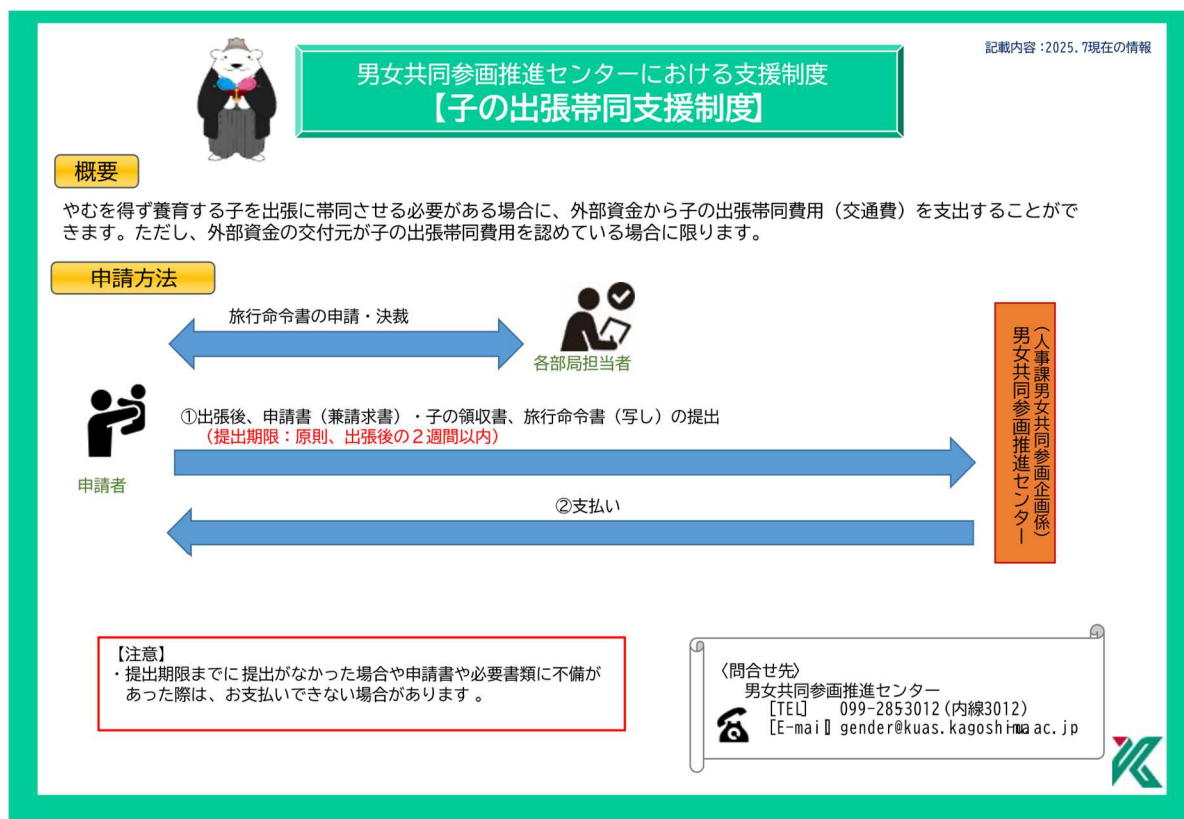 記載内容：2025.7現在の情報
男女共同参画推進センターにおける支援制度
【子の出張帯同支援制度】
概要
やむを得ず養育する子を出張に帯同させる必要がある場合に、外部資金から子の出張帯同費用（交通費）を支出することがで
きます。ただし、外部資金の交付元が子の出張帯同費用を認めている場合に限ります。
申請方法
旅行命令書の申請・決裁
各部局担当者
申請者
①出張後、申請書（兼請求書）・子の領収書、旅行命令書（写し）の提出
（提出期限：原則、出張後の２週間以内）
②支払い
（人事課男女共同参画企画係）
男女共同参画推進センター
【注意】
・提出期限までに提出がなかった場合や申請書や必要書類に不備が
あった際は、お支払いできない場合があります。
〈問合せ先〉
男女共同参画推進センター
［TEL］ 099-285-3012（内線3012）
［E-mail］gender@kuas.kagoshima-u.ac.jp